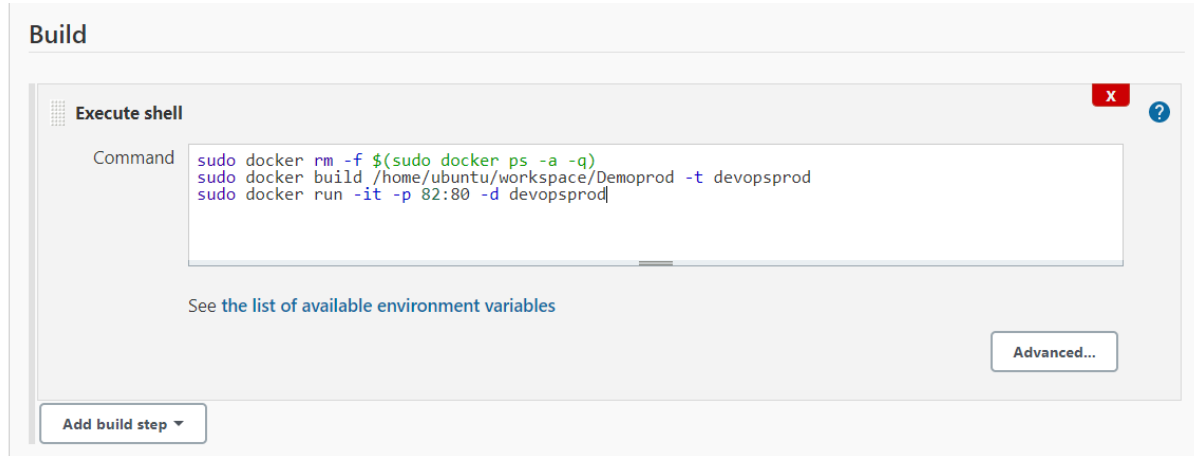 Build
X
Execute shell
?
Command
sudo docker rm -f $(sudo docker ps -a -q)
sudo docker build /home/ubuntu/workspace/Demoprod -t devopsprod
sudo docker run -it -p 82:80 -d devopsprod
See the list of available environment variables
Advanced...
Add build step